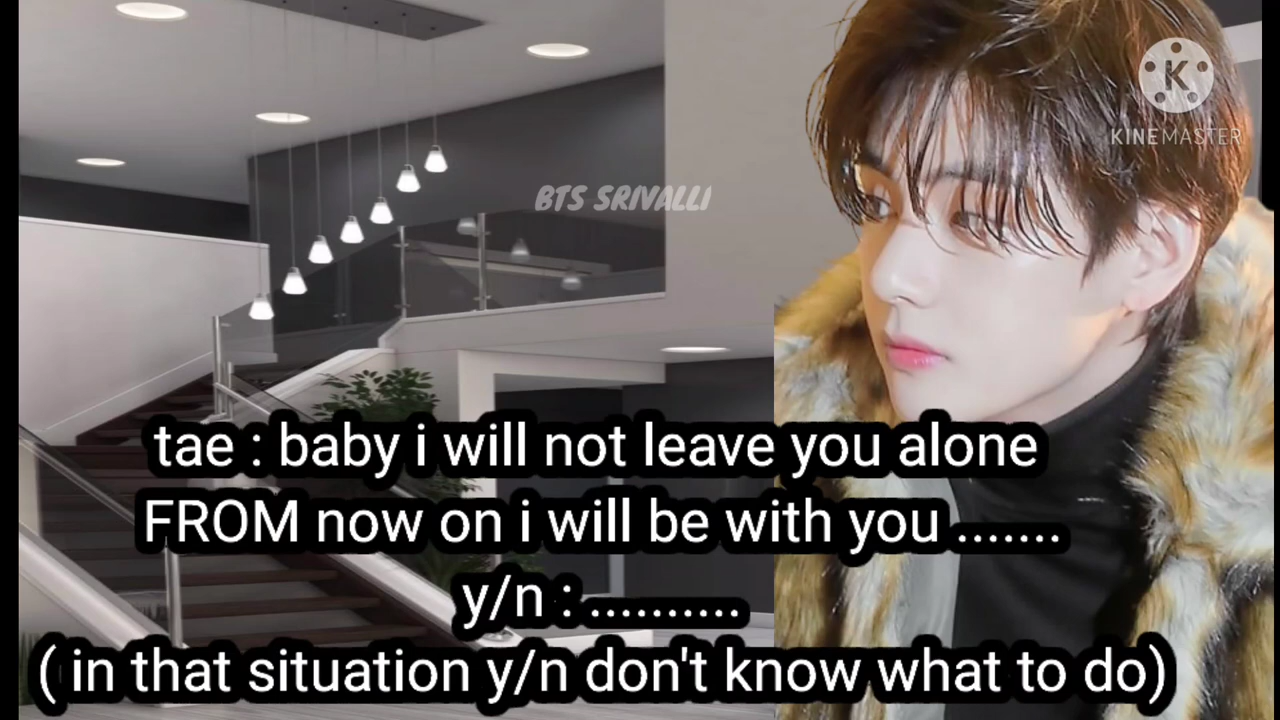 KINEMASTER
BTS SRIVALLI
tae : baby i will not leave you alone
FROM now on i will be with you .......
y/n : ..........
( in that situation y/n don't know what to do)